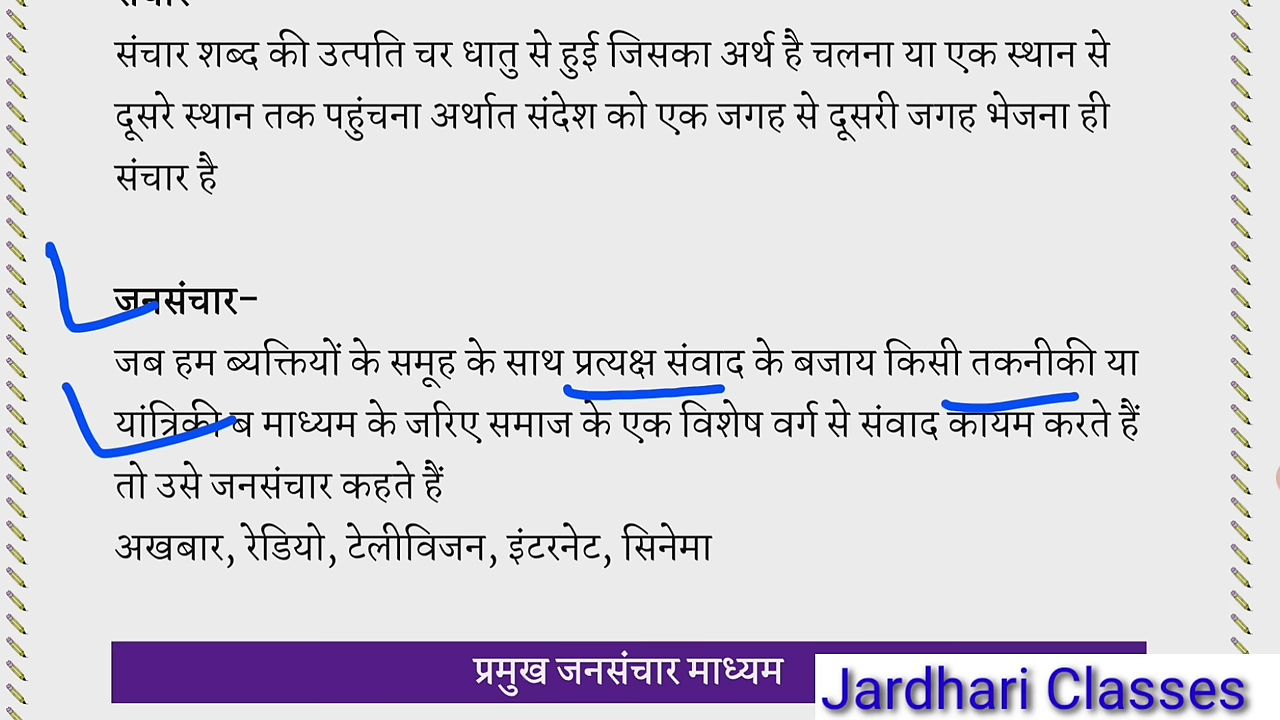 संचार
संचार शब्द की उत्पति चर धातु से हुई जिसका अर्थ है चलना या एक स्थान से
दूसरे स्थान तक पहुंचना अर्थात संदेश को एक जगह से दूसरी जगह भेजना ही
संचार है
जनसंचार−
जब हम ब्यक्तियों के समूह के साथ प्रत्यक्ष संवाद के बजाय किसी तकनीकी या
यांत्रिकी ब माध्यम के जरिए समाज के एक विशेष वर्ग से संवाद कायम करते हैं
तो उसे जनसंचार कहते हैं
अखबार, रेडियो, टेलीविजन, इंटरनेट, सिनेमा
प्रमुख जनसंचार माध्यम
Jardhari Classes